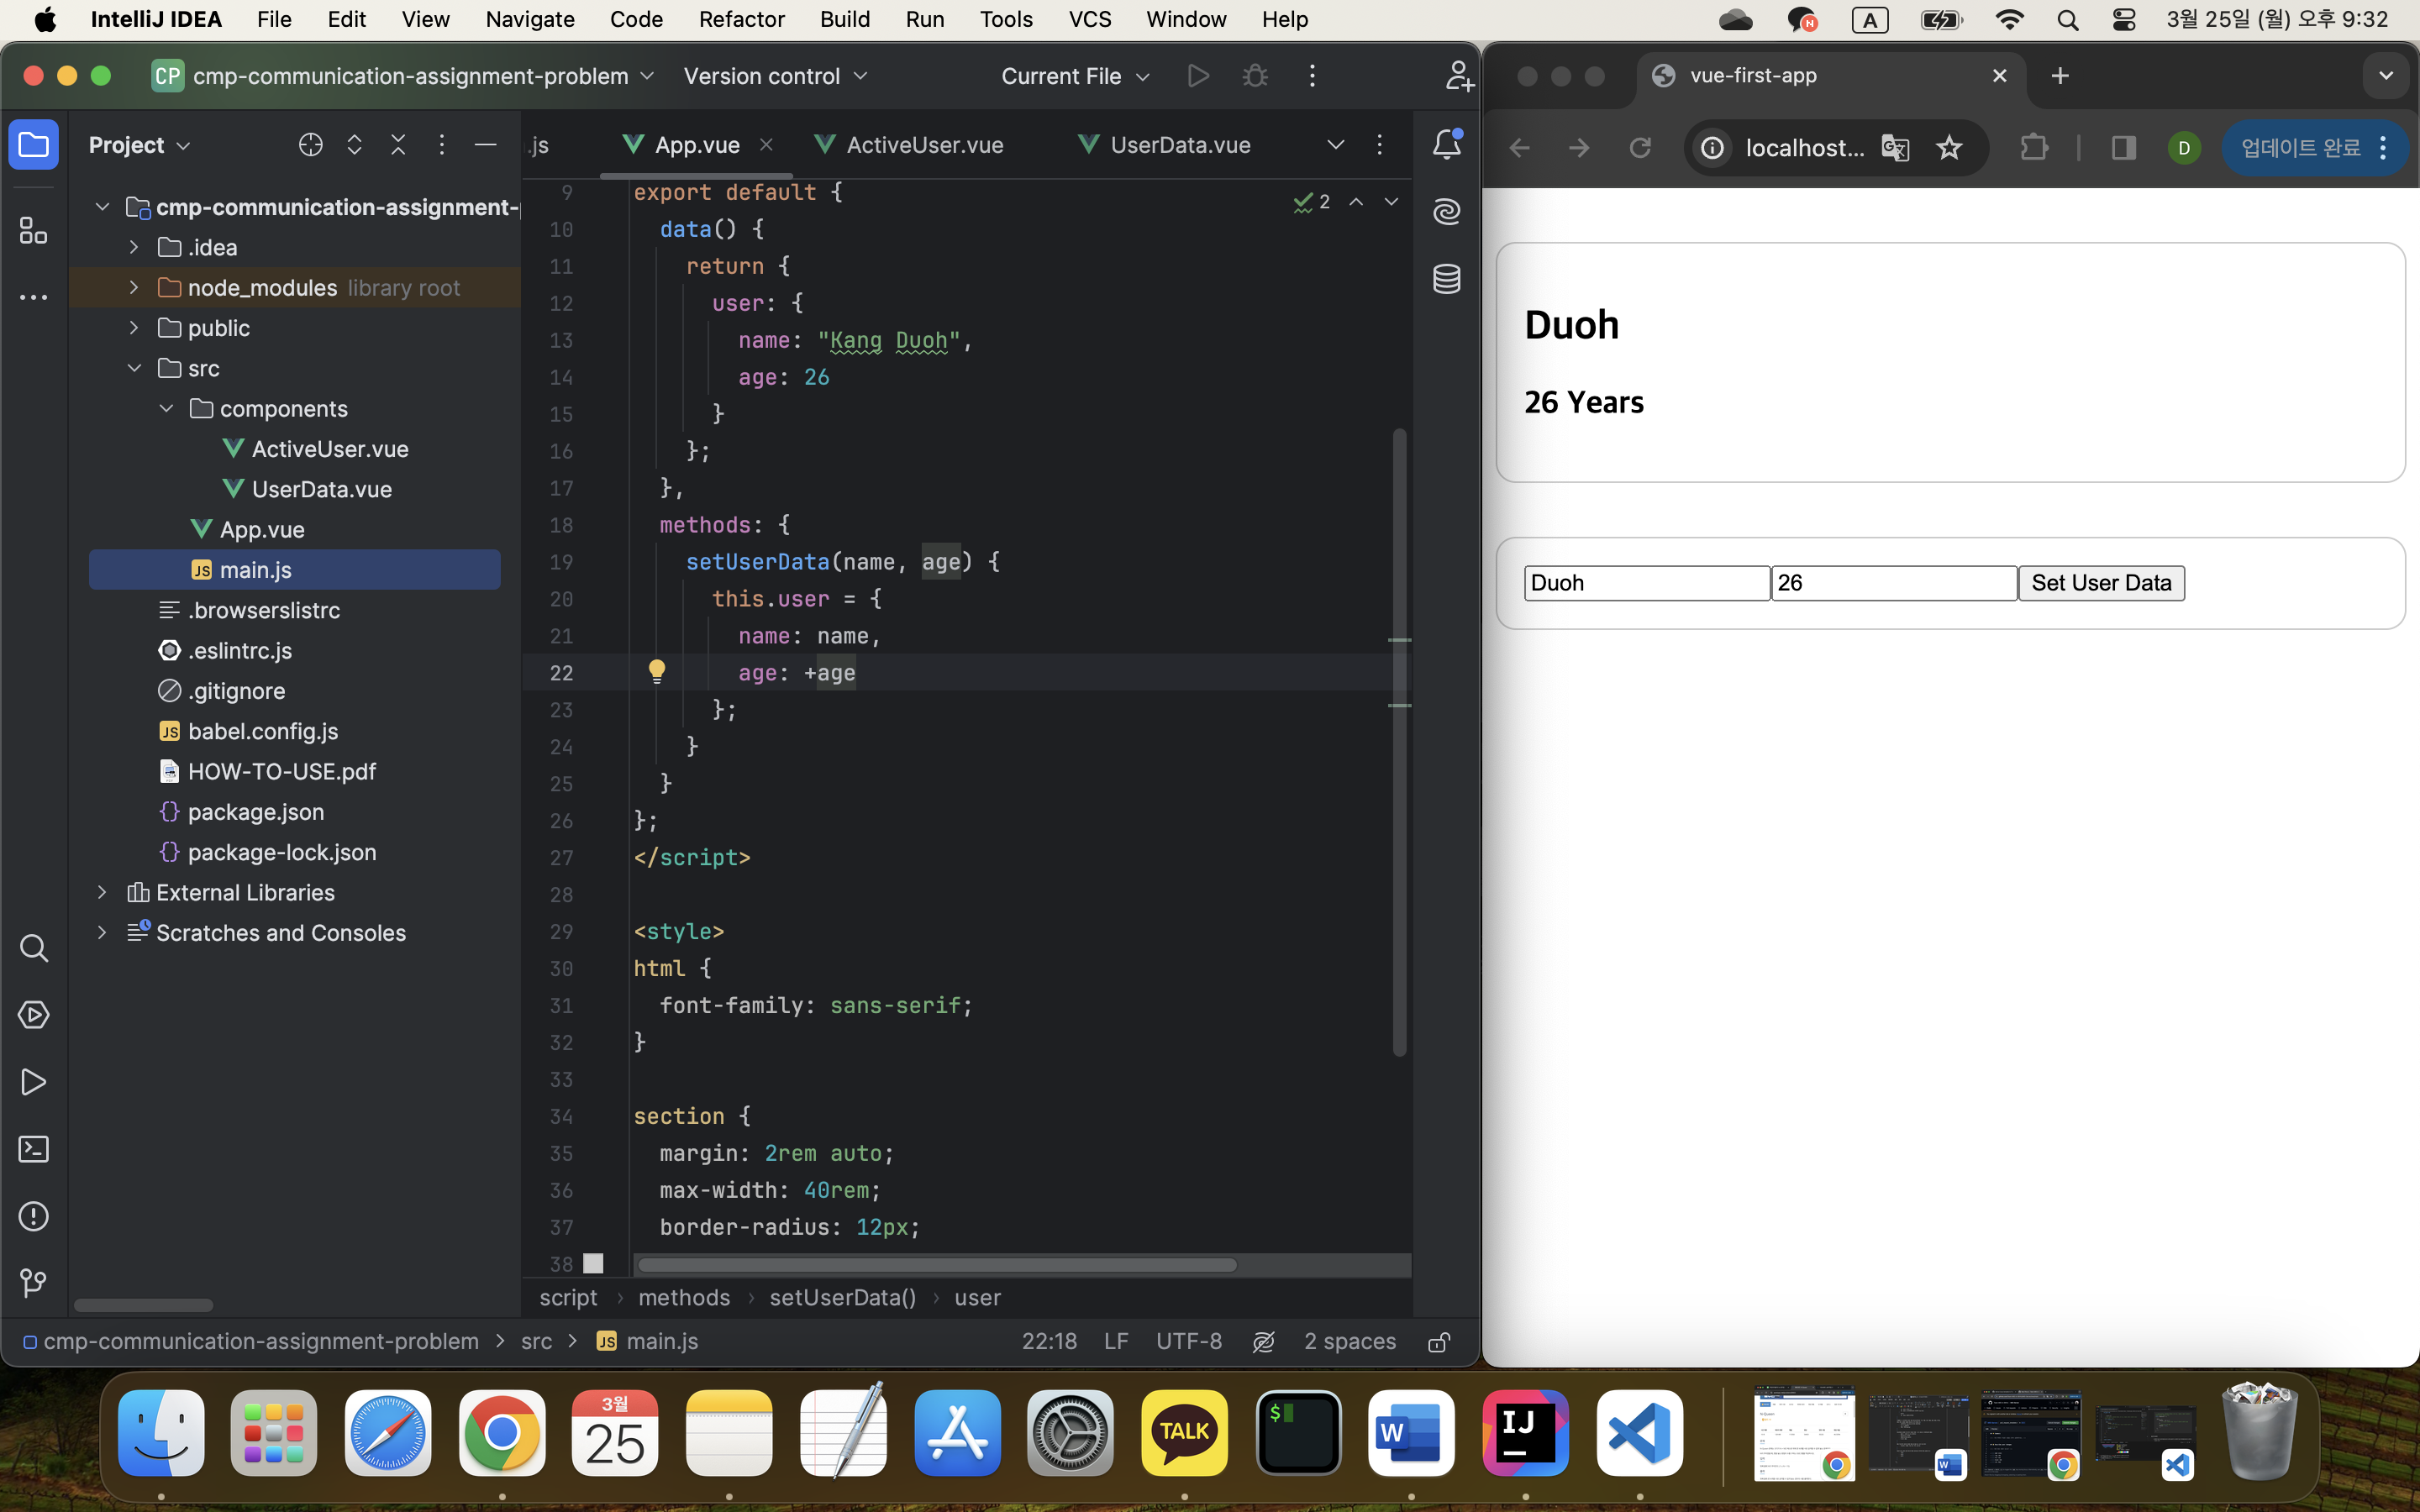 IntelliJ IDEA File Edit View Navigate Code Refactor Build Run Tools VCS Window Help A 3월 25일 (월) 오후 9:32
CP cmp-communication-assignment-problem Version control Current File
Project
.js App.vue ActiveUser.vue UserData.vue
cmp-communication-assignment-
.idea
node_modules library root
public
src
components
ActiveUser.vue
UserData.vue
App.vue
JS main.js
.browserslistrc
.eslintrc.js
.gitignore
JS babel.config.js
HOW-TO-USE.pdf
{} package.json
{} package-lock.json
External Libraries
Scratches and Consoles
2
9 export default {
10 data() {
11 return {
12 user: {
13 name: "Kang Duoh",
14 age: 26
15 }
16 };
17 },
18 methods: {
19 setUserData(name, age) {
20 this.user = {
21 name: name,
22 age: +age
23 };
24 }
25 }
26 };
27 </script>
28
29 <style>
30 html {
31 font-family: sans-serif;
32 }
33
34 section {
35 margin: 2rem auto;
36 max-width: 40rem;
37 border-radius: 12px;
38
script › methods › setUserData() › user
cmp-communication-assignment-problem > src > JS main.js 22:18 LF UTF-8 2 spaces
vue-first-app
localhost... D 업데이트 완료
Duoh
26 Years
Duoh 26 Set User Data
3월
25
TALK
$
W
IJ